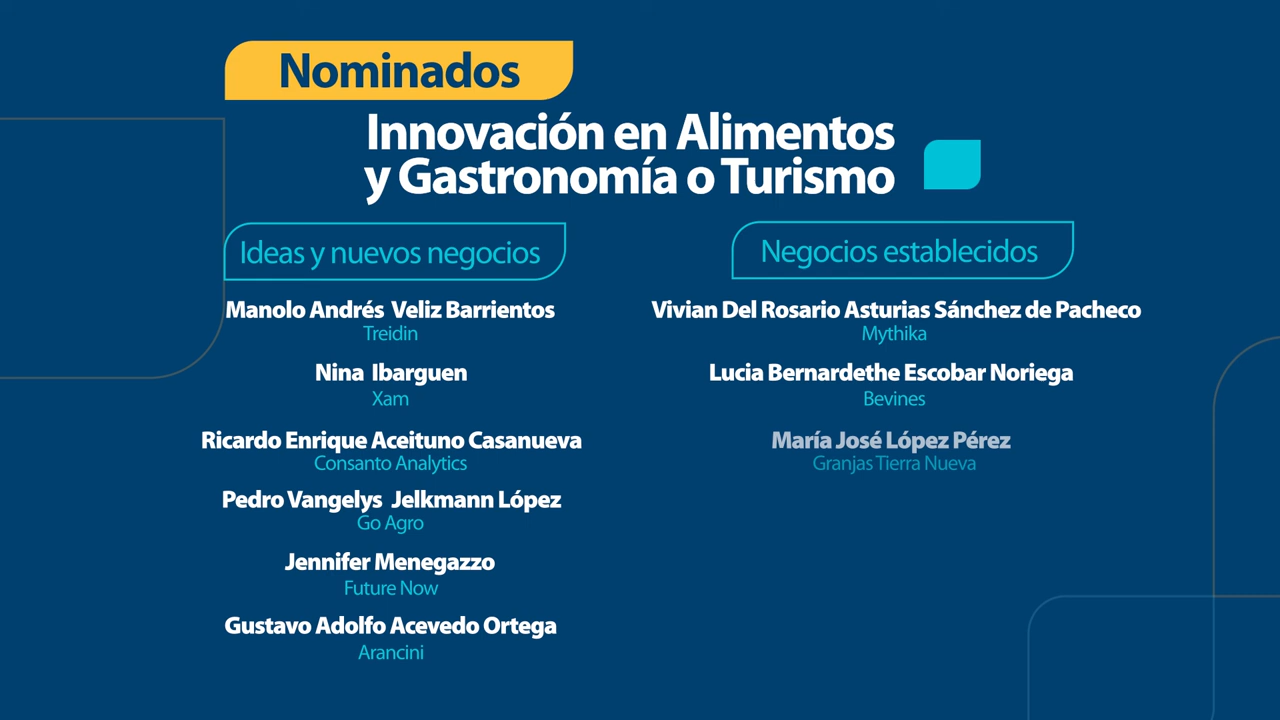 Nominados
Innovación en Alimentos
y Gastronomía o Turismo
Ideas y nuevos negocios
Manolo Andrés Veliz Barrientos
Treidin
Nina Ibarguen
Xam
Ricardo Enrique Aceituno Casanueva
Consanto Analytics
Pedro Vangelys Jelkmann López
Go Agro
Jennifer Menegazzo
Future Now
Gustavo Adolfo Acevedo Ortega
Arancini
Negocios establecidos
Vivian Del Rosario Asturias Sánchez de Pacheco
Mythika
Lucia Bernardethe Escobar Noriega
Bevines
María José López Pérez
Granjas Tierra Nueva